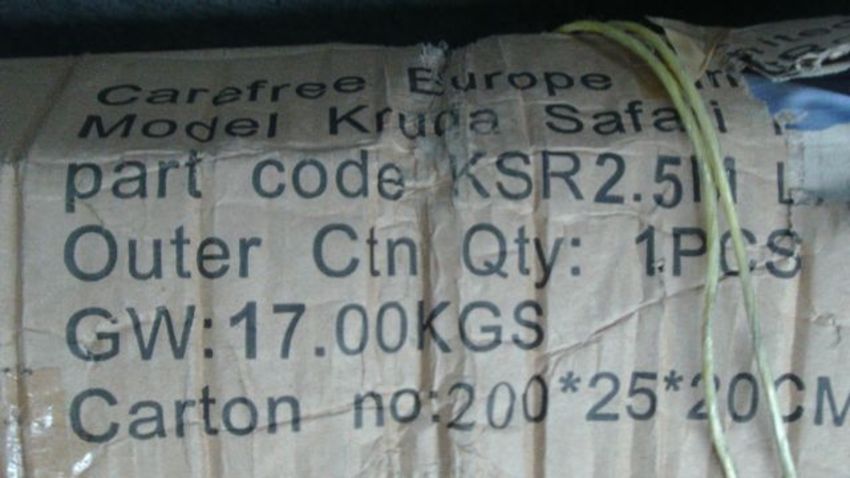 Carefree Europe
Model Kruga Safari
part code KSR2.5M
Outer Ctn Qty: 1PCS
GW:17.00KGS
Carton no:200*25*20CM